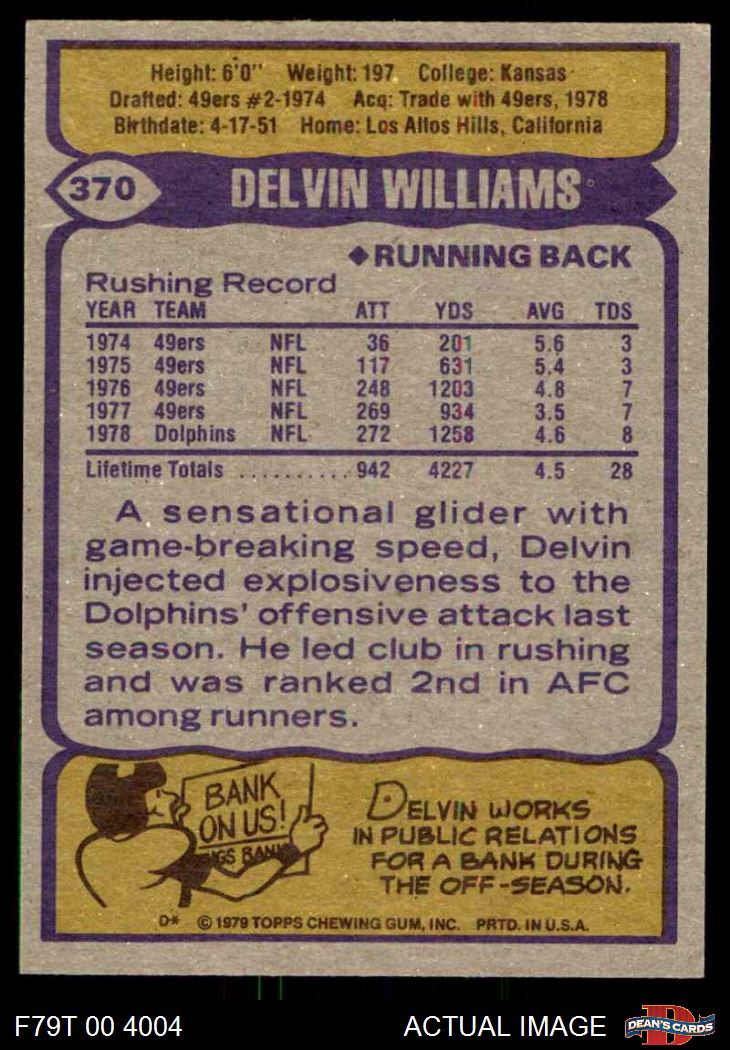 Height: 6'0" Weight: 197 College: Kansas
Drafted: 49ers #2-1974 Acq: Trade with 49ers, 1978
Birthdate: 4-17-51 Home: Los Altos Hills, California
370 DELVIN WILLIAMS
◆RUNNING BACK
Rushing Record
YEAR TEAM ATT YDS AVG TDS
1974 49ers NFL 36 201 5.6 3
1975 49ers NFL 117 631 5.4 3
1976 49ers NFL 248 1203 4.8 7
1977 49ers NFL 269 934 3.5 7
1978 Dolphins NFL 272 1258 4.6 8
Lifetime Totals .......... 942 4227 4.5 28
A sensational glider with
game-breaking speed, Delvin
injected explosiveness to the
Dolphins' offensive attack last
season. He led club in rushing
and was ranked 2nd in AFC
among runners.
BANK
ON US!
NGS BANK
DELVIN WORKS
IN PUBLIC RELATIONS
FOR A BANK DURING
THE OFF-SEASON.
D* © 1979 TOPPS CHEWING GUM, INC. PRTD. IN U.S.A.
F79T 00 4004 ACTUAL IMAGE D DEAN'S CARDS